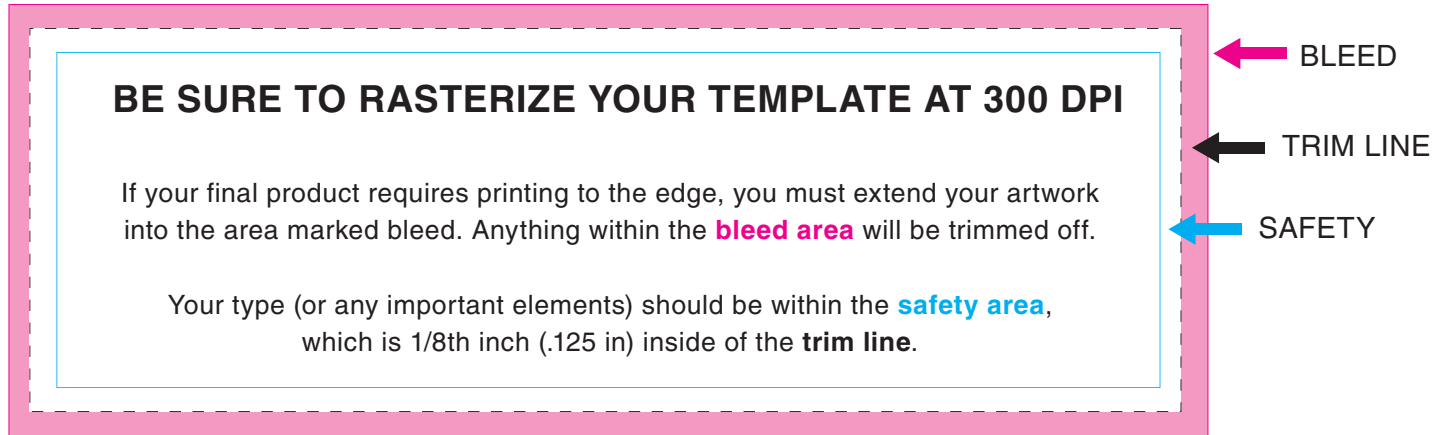 BE SURE TO RASTERIZE YOUR TEMPLATE AT 300 DPI
If your final product requires printing to the edge, you must extend your artwork
into the area marked bleed. Anything within the bleed area will be trimmed off.
Your type (or any important elements) should be within the safety area,
which is 1/8th inch (.125 in) inside of the trim line.
BLEED
TRIM LINE
SAFETY